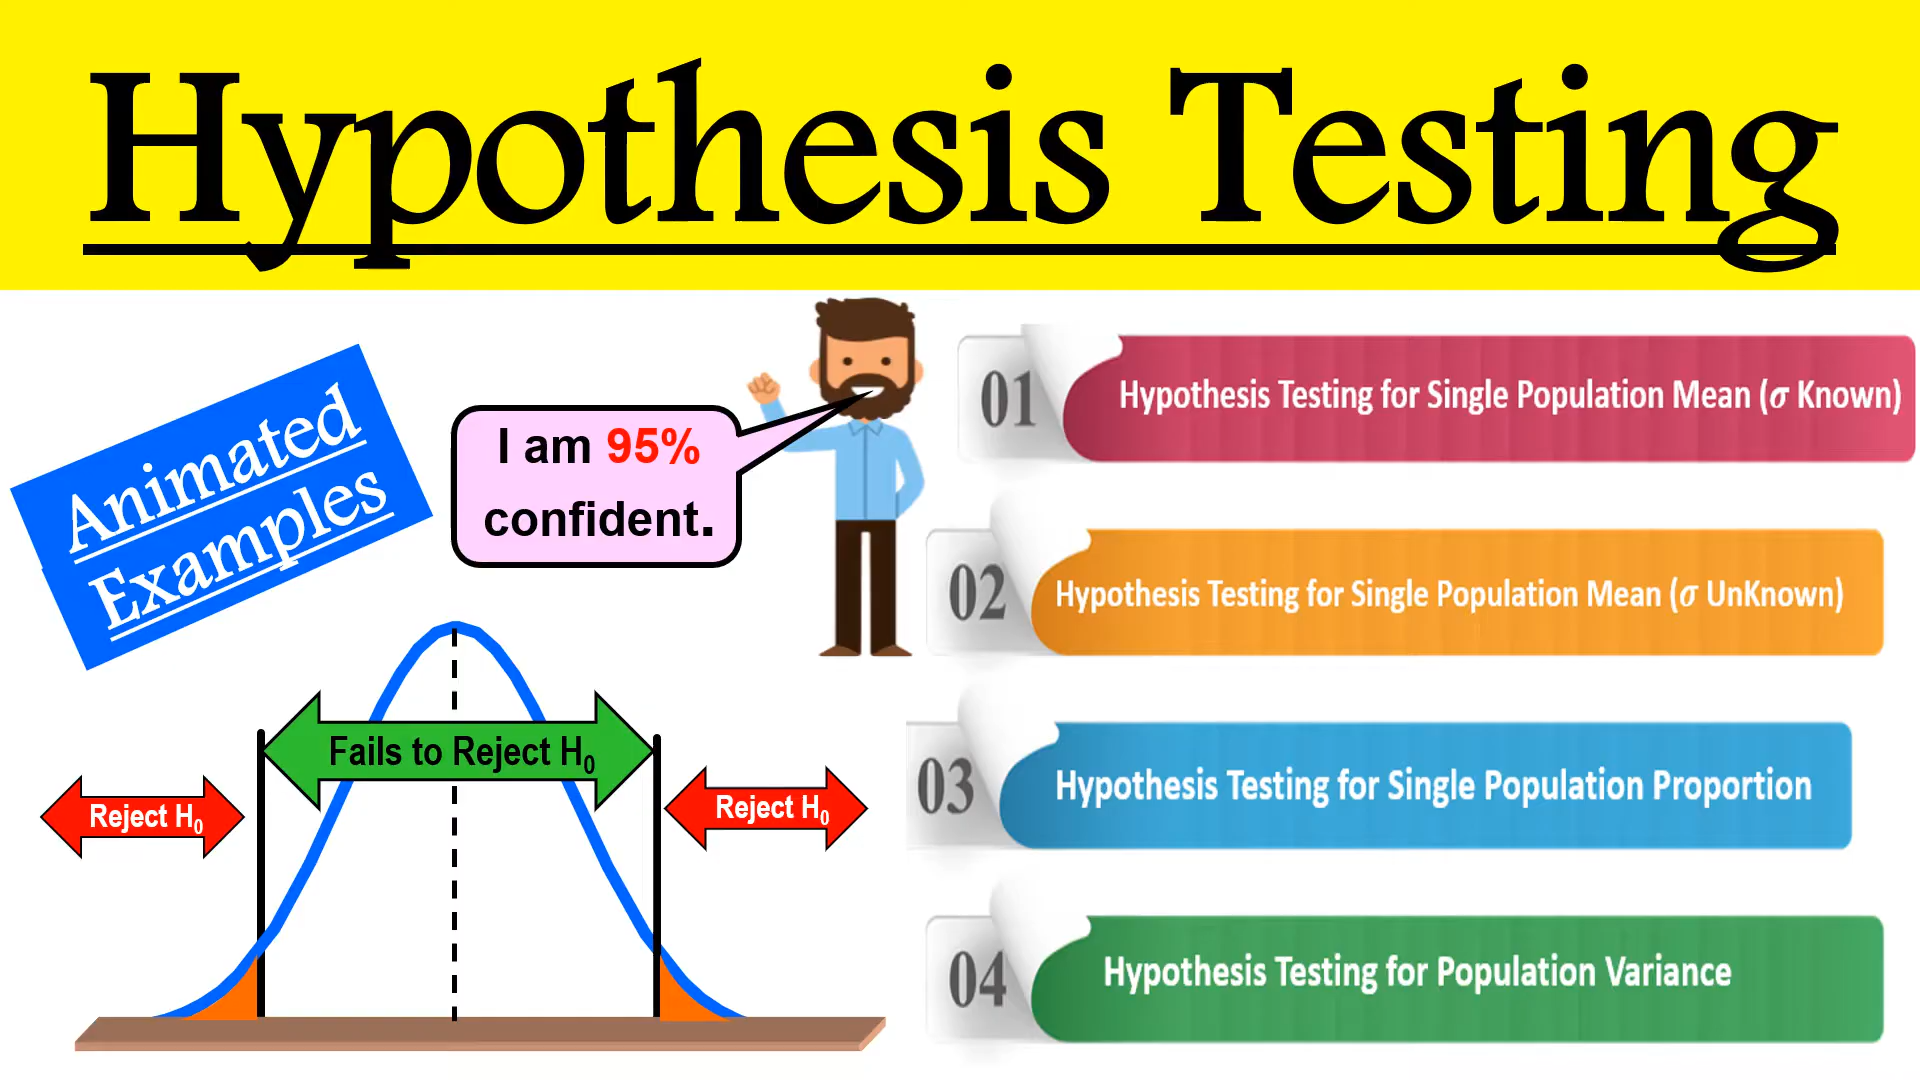 Hypothesis Testing
Animated
Examples
I am 95%
confident.
01
Hypothesis Testing for Single Population Mean (σ Known)
02
Hypothesis Testing for Single Population Mean (σ UnKnown)
03
Hypothesis Testing for Single Population Proportion
04
Hypothesis Testing for Population Variance
Fails to Reject H₀
Reject H₀
Reject H₀